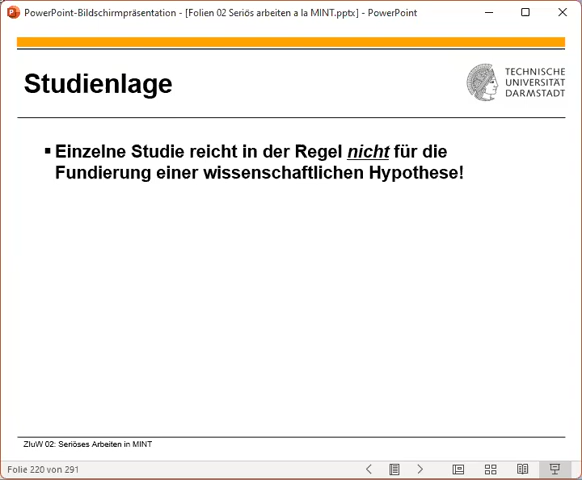 PowerPoint-Bildschirmpräsentation - [Folien 02 Seriös arbeiten a la MINT.pptx] - PowerPoint
Studienlage
TECHNISCHE
UNIVERSITÄT
DARMSTADT
▪ Einzelne Studie reicht in der Regel nicht für die
Fundierung einer wissenschaftlichen Hypothese!
ZIuW 02: Seriöses Arbeiten in MINT
Folie 220 von 291